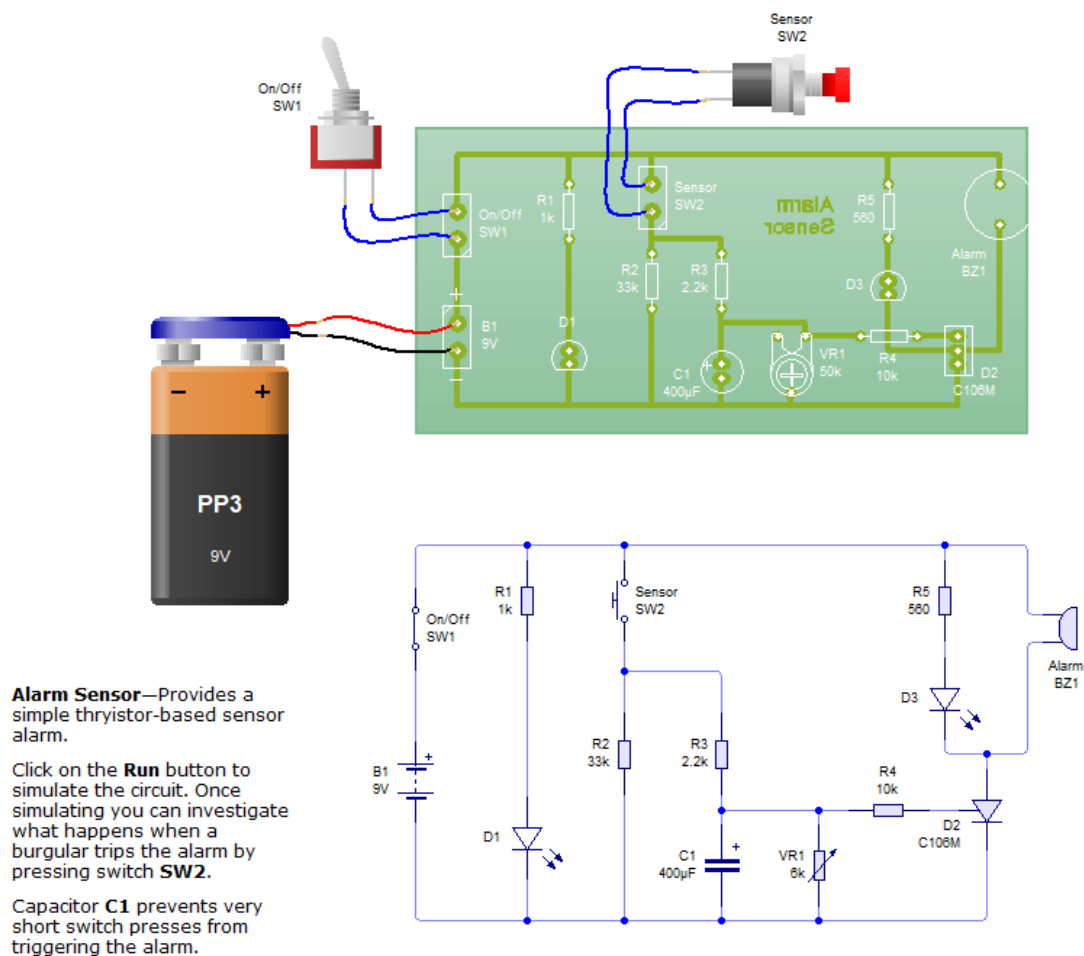 Sensor
SW2
On/Off
SW1
R1
1k
Sensor
SW2
Alarm
Sensor
R5
560
On/Off
SW1
Alarm
BZ1
R2
33k
R3
2.2k
D3
+
B1
9V
D1
+
C1
400µF
VR1
50k
R4
10k
D2
C106M
−
− +
PP3
9V
R1
1k
Sensor
SW2
R5
560
On/Off
SW1
Alarm
BZ1
D3
Alarm Sensor—Provides a
simple thryistor-based sensor
alarm.
Click on the Run button to
simulate the circuit. Once
simulating you can investigate
what happens when a
burgular trips the alarm by
pressing switch SW2.
Capacitor C1 prevents very
short switch presses from
triggering the alarm.
B1
9V
+
R2
33k
R3
2.2k
R4
10k
D2
C106M
D1
C1
400µF
+
VR1
6k